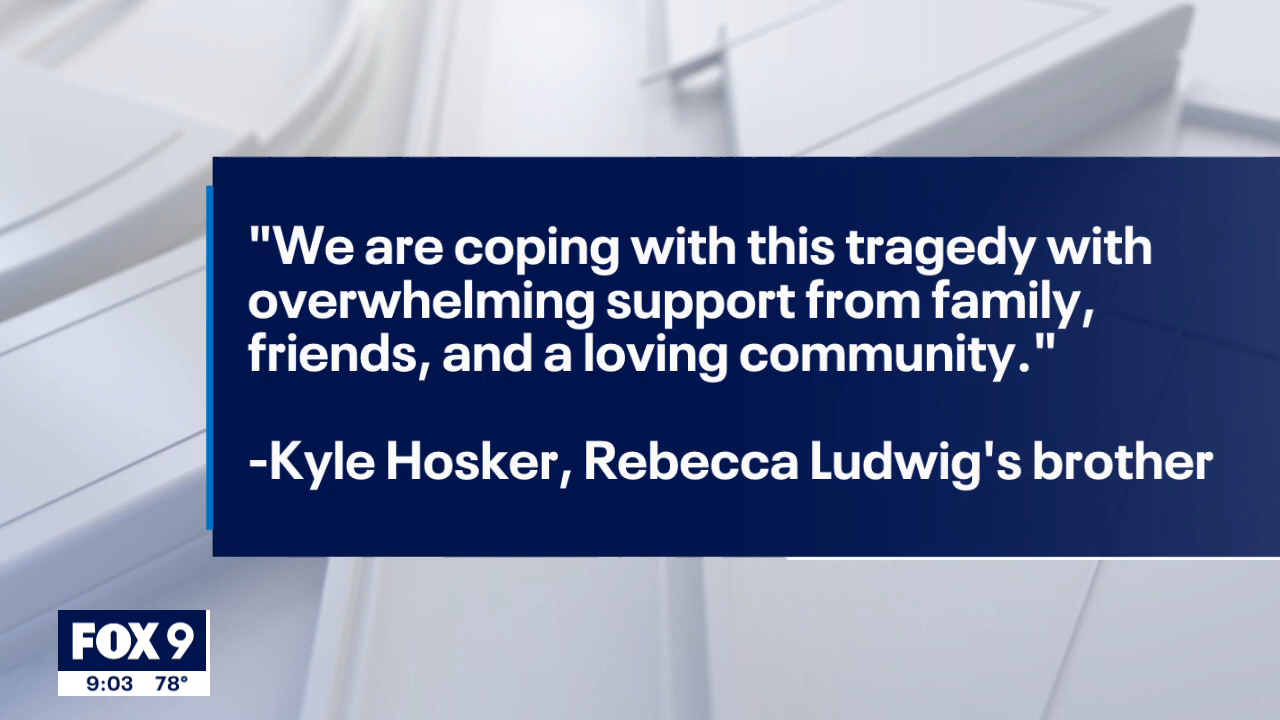 "We are coping with this tragedy with
overwhelming support from family,
friends, and a loving community."
-Kyle Hosker, Rebecca Ludwig's brother
FOX 9
9:03 78°